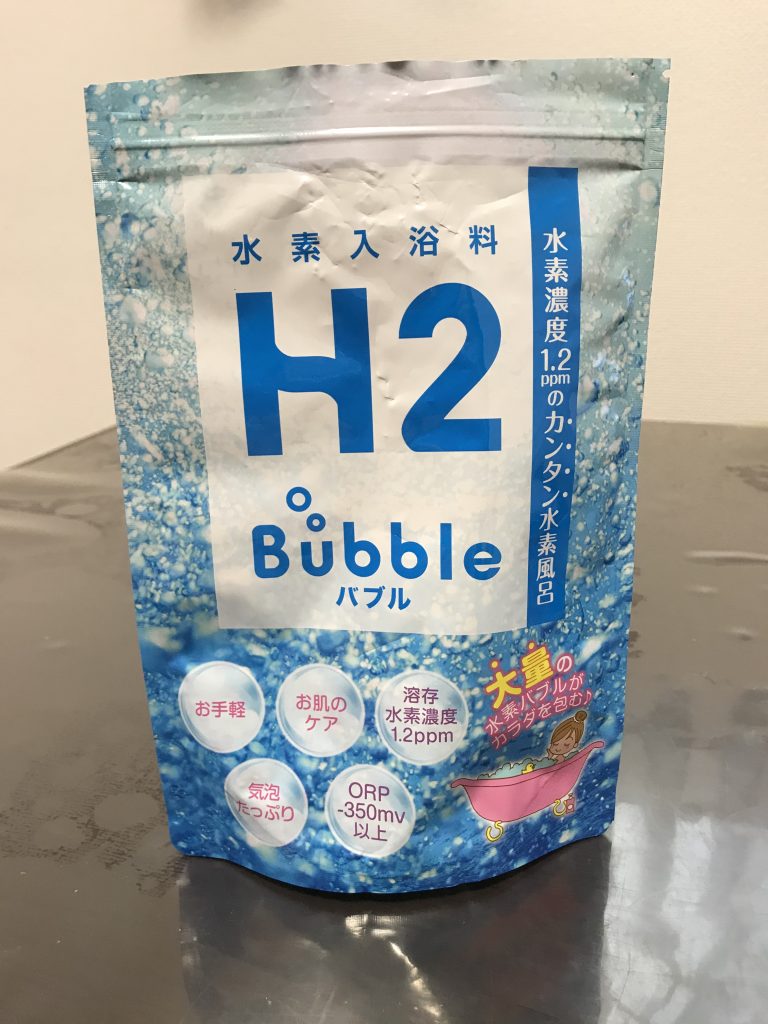 水素入浴料
H2
Bubble
バブル
水素濃度1.2ppmのカンタン水素風呂
お手軽
お肌の
ケア
溶存
水素濃度
1.2ppm
気泡
たっぷり
ORP
-350mv
以上
大量の
水素バブルが
カラダを包む♪